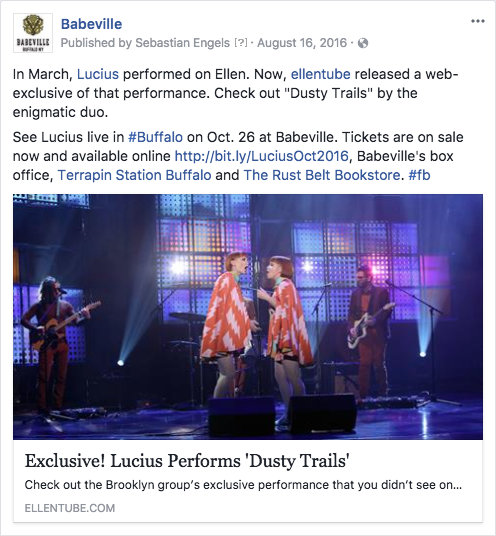 BABEVILLE
BUFFALO NY
Babeville
Published by Sebastian Engels [?] · August 16, 2016 ·
In March, Lucius performed on Ellen. Now, ellentube released a web-
exclusive of that performance. Check out "Dusty Trails" by the
enigmatic duo.
See Lucius live in #Buffalo on Oct. 26 at Babeville. Tickets are on sale
now and available online http://bit.ly/LuciusOct2016, Babeville's box
office, Terrapin Station Buffalo and The Rust Belt Bookstore. #fb
Exclusive! Lucius Performs 'Dusty Trails'
Check out the Brooklyn group’s exclusive performance that you didn’t see on...
ELLENTUBE.COM